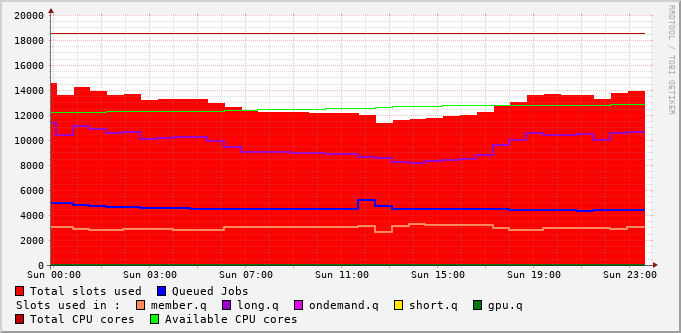 20000
18000
16000
14000
12000
10000
8000
6000
4000
2000
0
Sun 00:00 Sun 03:00 Sun 07:00 Sun 11:00 Sun 15:00 Sun 19:00 Sun 23:00
Total slots used Queued Jobs
Slots used in : member.q long.q ondemand.q short.q gpu.q
Total CPU cores Available CPU cores
RRDTOOL / TOBI OETIKER